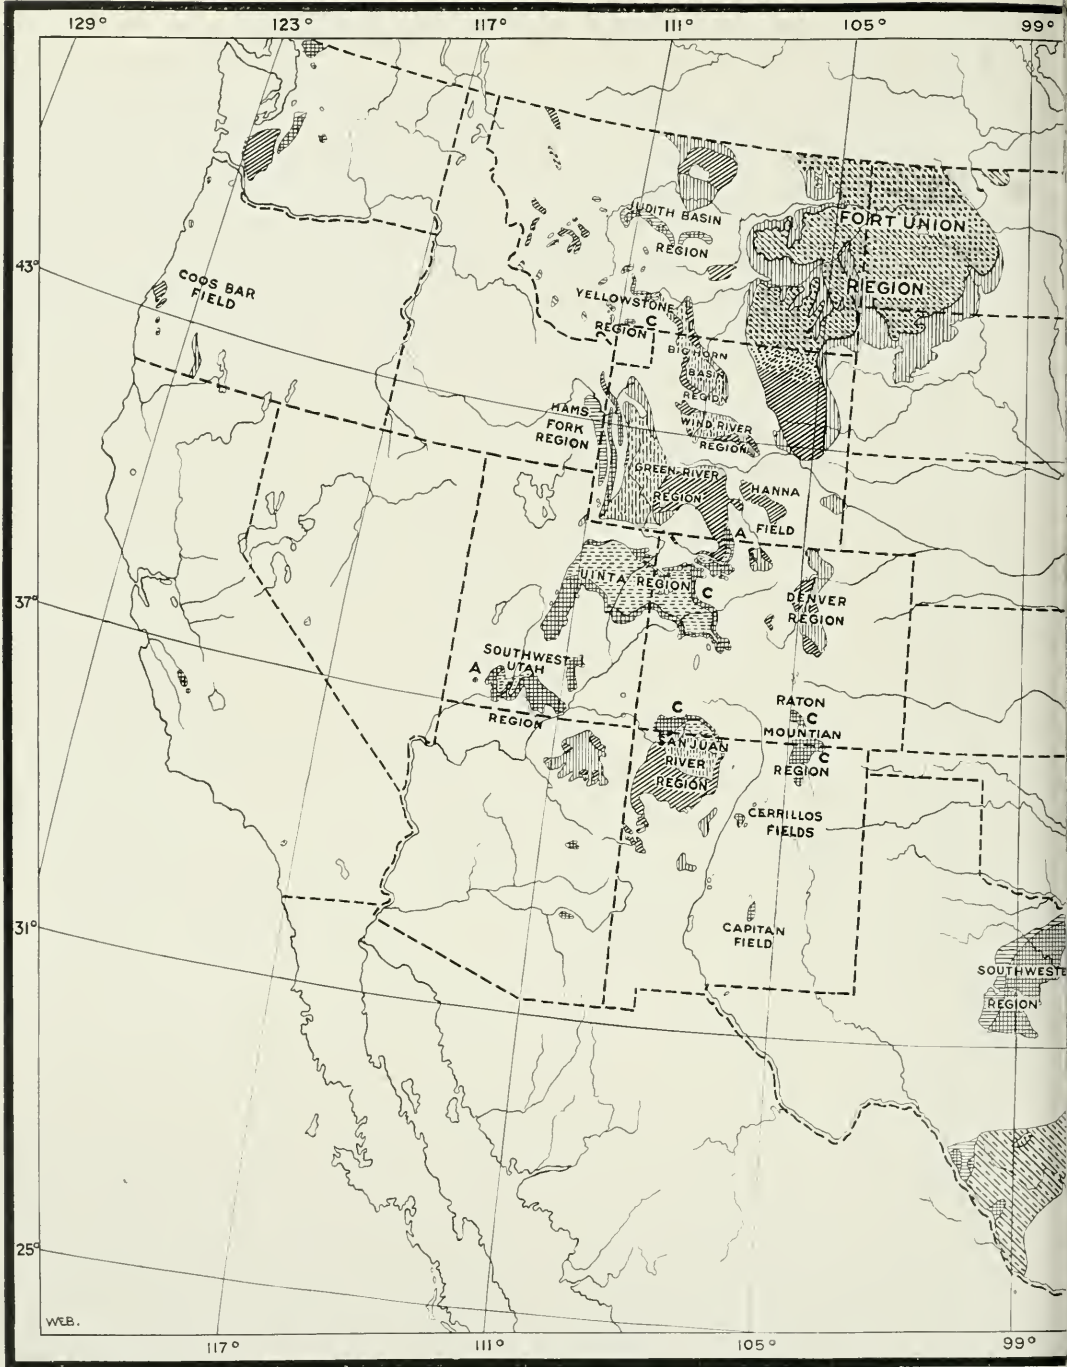 129° 123° 117° 111° 105° 99°
JUDITH BASIN
REGION
FORT UNION
RIEGION
43°
COOS BAR
FIELD
YELLOWSTONE
REGION
C
BIG HORN
BASIN
REGION
HAMS
FORK
REGION
WIND RIVER
REGION
GREEN RIVER
REGION
HANNA
FIELD
A
UINTA REGION
C
37°
DENVER
REGION
SOUTHWEST
UTAH
A
REGION
RATON
C
MOUNTIAN
C
REGION
C
SAN JUAN
RIVER
REGION
CERRILLOS
FIELDS
31°
CAPITAN
FIELD
SOUTHWESTE
REGION
25°
WEB.
117° 111° 105° 99°